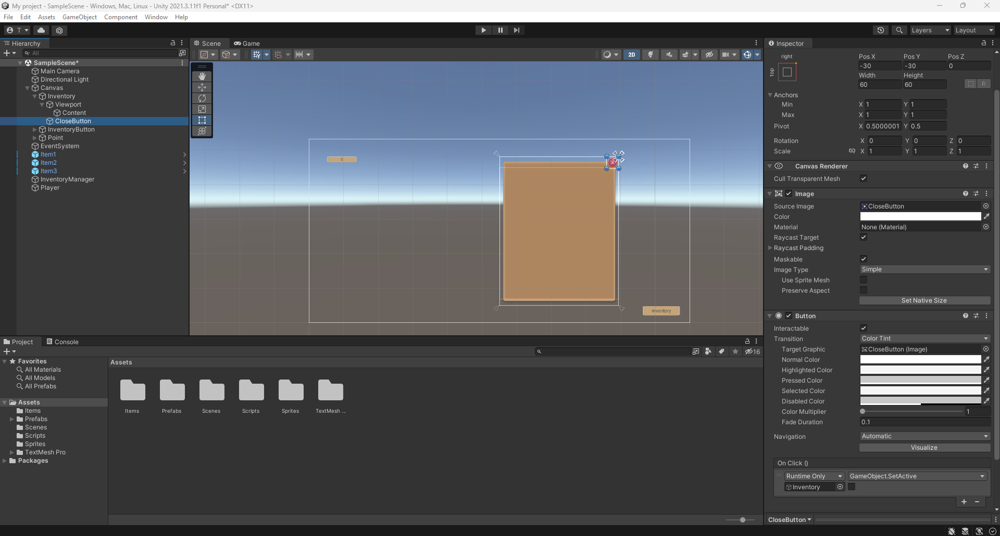 My project - SampleScene - Windows, Mac, Linux - Unity 2021.3.11f1 Personal* <DX11>
File Edit Assets GameObject Component Window Help
T Layers Layout
Hierarchy
All
SampleScene*
Main Camera
Directional Light
Canvas
Inventory
Viewport
Content
CloseButton
InventoryButton
Point
EventSystem
Item1
Item2
Item3
InventoryManager
Player
Scene Game
2D
0
Inventory
Inspector
right
top
Pos X Pos Y Pos Z
-30 -30 0
Width Height
60 60 R
Anchors
Min X 1 Y 1
Max X 1 Y 1
Pivot X 0.5000001 Y 0.5
Rotation X 0 Y 0 Z 0
Scale X 1 Y 1 Z 1
Canvas Renderer
Cull Transparent Mesh
Image
Source Image CloseButton
Color
Material None (Material)
Raycast Target
Raycast Padding
Maskable
Image Type Simple
Use Sprite Mesh
Preserve Aspect
Set Native Size
Button
Interactable
Transition Color Tint
Target Graphic CloseButton (Image)
Normal Color
Highlighted Color
Pressed Color
Selected Color
Disabled Color
Color Multiplier 1
Fade Duration 0.1
Navigation Automatic
Visualize
On Click ()
Runtime Only GameObject.SetActive
Inventory
CloseButton
Project Console
16
Favorites
All Materials
All Models
All Prefabs
Assets
Items
Prefabs
Scenes
Scripts
Sprites
TextMesh Pro
Packages
Assets
Items Prefabs Scenes Scripts Sprites TextMesh ...